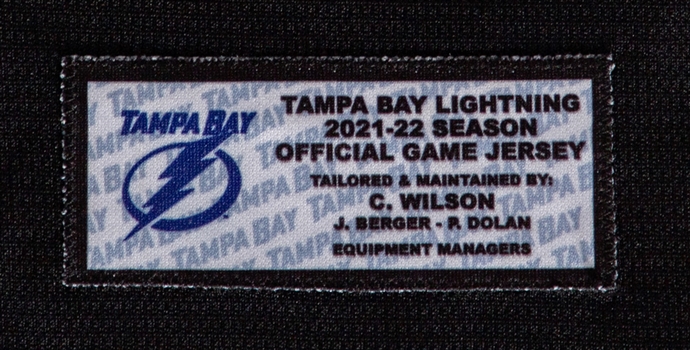 TAMPA BAY
TAMPA BAY LIGHTNING
2021-22 SEASON
OFFICIAL GAME JERSEY
TAILORED & MAINTAINED BY:
C. WILSON
J. BERGER - P. DOLAN
EQUIPMENT MANAGERS